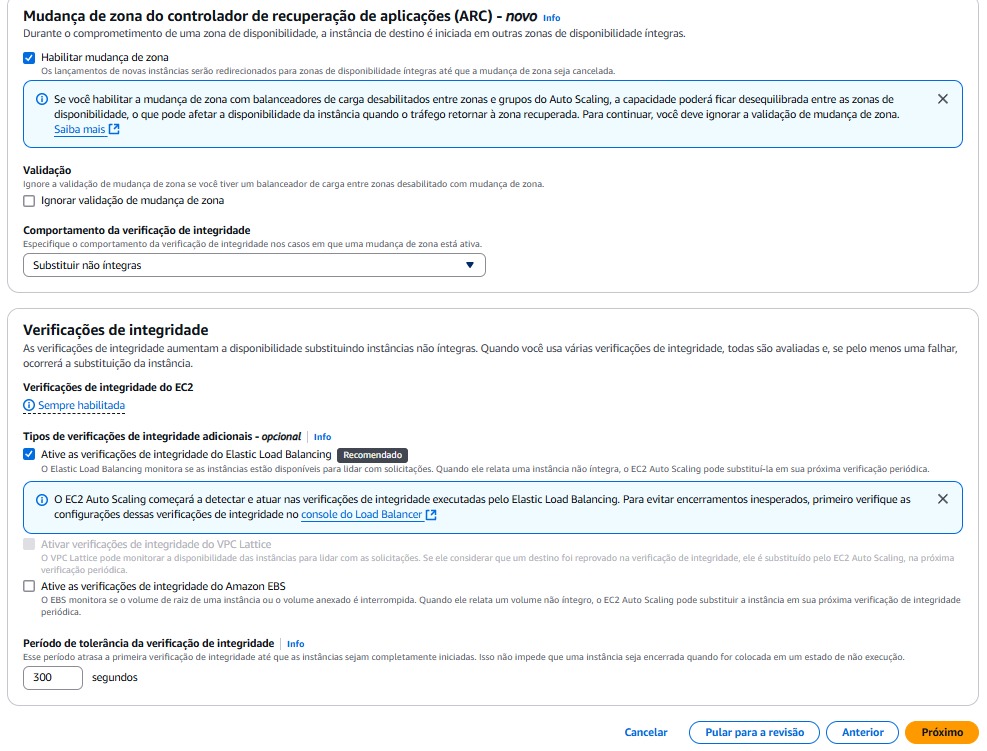 Mudança de zona do controlador de recuperação de aplicações (ARC) - novo Info
Durante o comprometimento de uma zona de disponibilidade, a instância de destino é iniciada em outras zonas de disponibilidade íntegras.
Habilitar mudança de zona
Os lançamentos de novas instâncias serão redirecionados para zonas de disponibilidade íntegras até que a mudança de zona seja cancelada.
Se você habilitar a mudança de zona com balanceadores de carga desabilitados entre zonas e grupos do Auto Scaling, a capacidade poderá ficar desequilibrada entre as zonas de
disponibilidade, o que pode afetar a disponibilidade da instância quando o tráfego retornar à zona recuperada. Para continuar, você deve ignorar a validação de mudança de zona.
Saiba mais
Validação
Ignore a validação de mudança de zona se você tiver um balanceador de carga entre zonas desabilitado com mudança de zona.
Ignorar validação de mudança de zona
Comportamento da verificação de integridade
Especifique o comportamento da verificação de integridade nos casos em que uma mudança de zona está ativa.
Substituir não íntegras
Verificações de integridade
As verificações de integridade aumentam a disponibilidade substituindo instâncias não íntegras. Quando você usa várias verificações de integridade, todas são avaliadas e, se pelo menos uma falhar,
ocorrerá a substituição da instância.
Verificações de integridade do EC2
Sempre habilitada
Tipos de verificações de integridade adicionais - opcional Info
Ative as verificações de integridade do Elastic Load Balancing Recomendado
O Elastic Load Balancing monitora se as instâncias estão disponíveis para lidar com solicitações. Quando ele relata uma instância não íntegra, o EC2 Auto Scaling pode substituí-la em sua próxima verificação periódica.
O EC2 Auto Scaling começará a detectar e atuar nas verificações de integridade executadas pelo Elastic Load Balancing. Para evitar encerramentos inesperados, primeiro verifique as
configurações dessas verificações de integridade no console do Load Balancer
Ativar verificações de integridade do VPC Lattice
O VPC Lattice pode monitorar a disponibilidade das instâncias para lidar com as solicitações. Se ele considerar que um destino foi reprovado na verificação de integridade, ele é substituído pelo EC2 Auto Scaling, na próxima
verificação periódica.
Ative as verificações de integridade do Amazon EBS
O EBS monitora se o volume de raiz de uma instância ou o volume anexado é interrompida. Quando ele relata um volume não íntegro, o EC2 Auto Scaling pode substituir a instância em sua próxima verificação de integridade
periódica.
Período de tolerância da verificação de integridade Info
Esse período atrasa a primeira verificação de integridade até que as instâncias sejam completamente iniciadas. Isso não impede que uma instância seja encerrada quando for colocada em um estado de não execução.
300 segundos
Cancelar Pular para a revisão Anterior Próximo